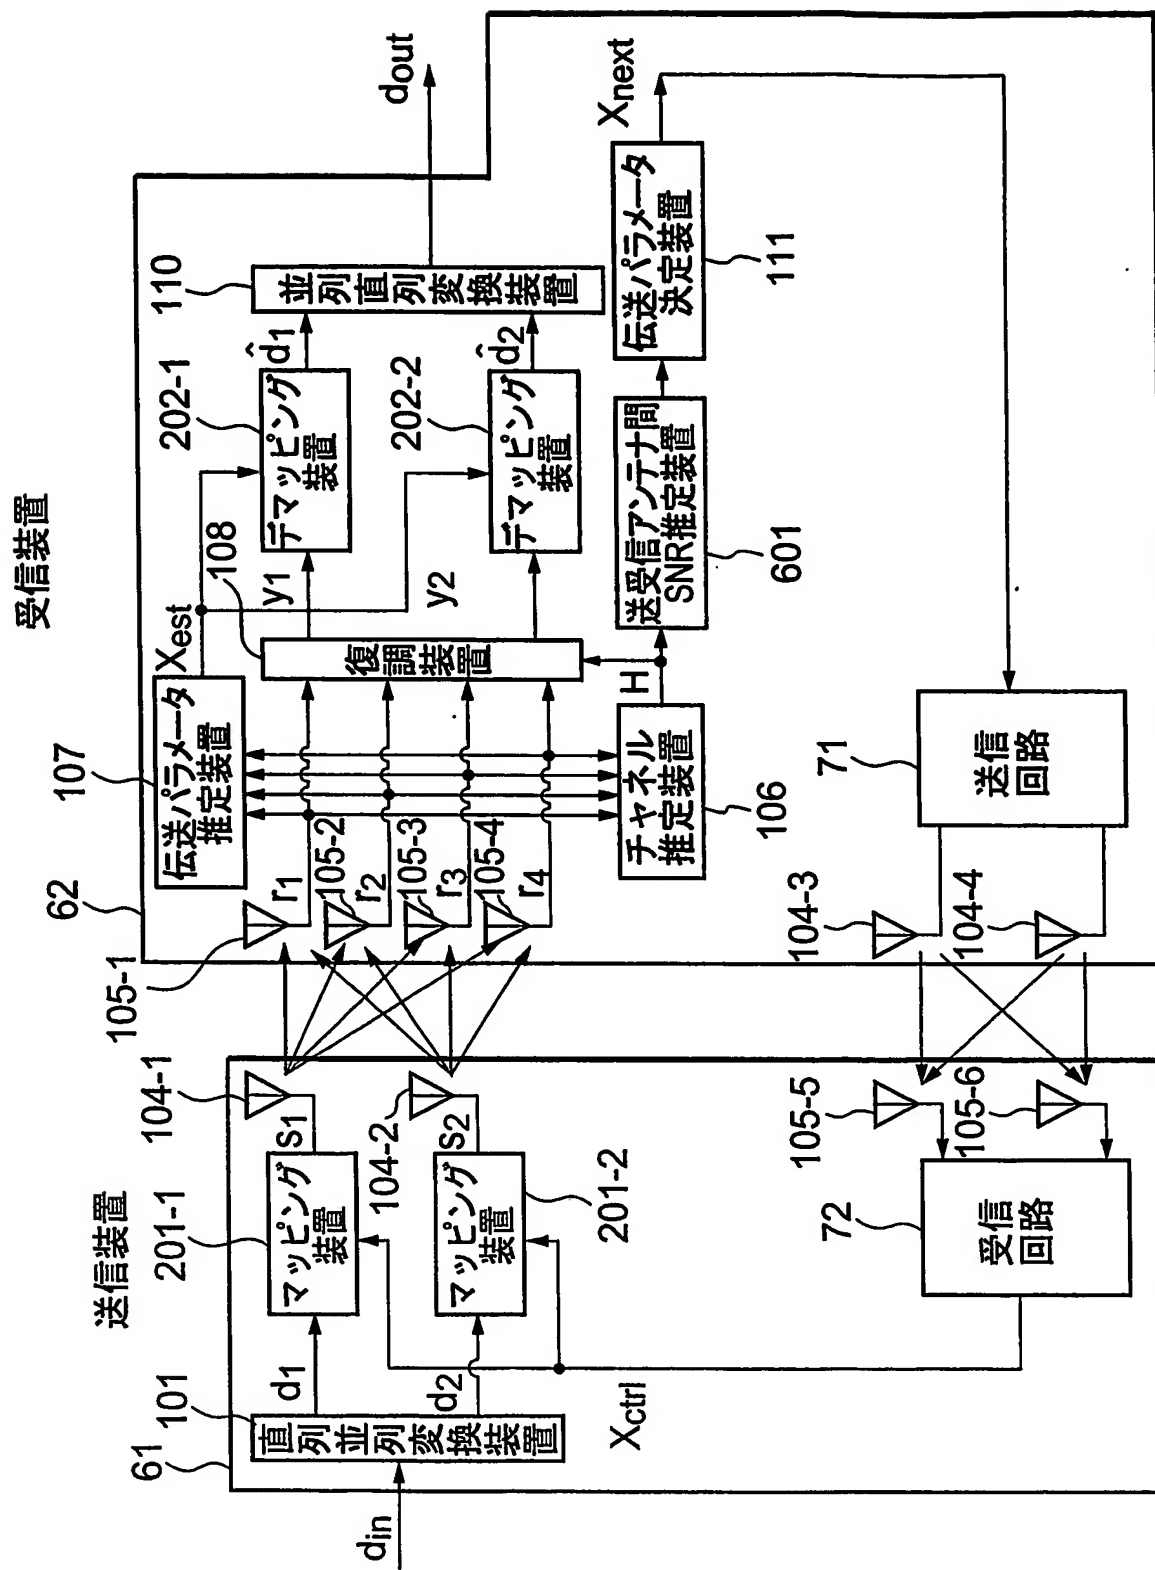 送信装置
61
101
直列並列変換装置
din
d1
d2
Xctrl
201-1
マッピング
装置
201-2
マッピング
装置
s1
s2
104-1
104-2
72
受信
回路
105-5
105-6
受信装置
62
105-1
105-2
105-3
105-4
r1
r2
r3
r4
107
伝送パラメータ
推定装置
Xest
108
復調装置
チャネル
推定装置
106
H
y1
y2
202-1
デマッピング
装置
202-2
デマッピング
装置
d̂1
d̂2
110
並列直列変換装置
dout
送受信アンテナ間
SNR推定装置
601
伝送パラメータ
決定装置
111
Xnext
71
送信
回路
104-3
104-4